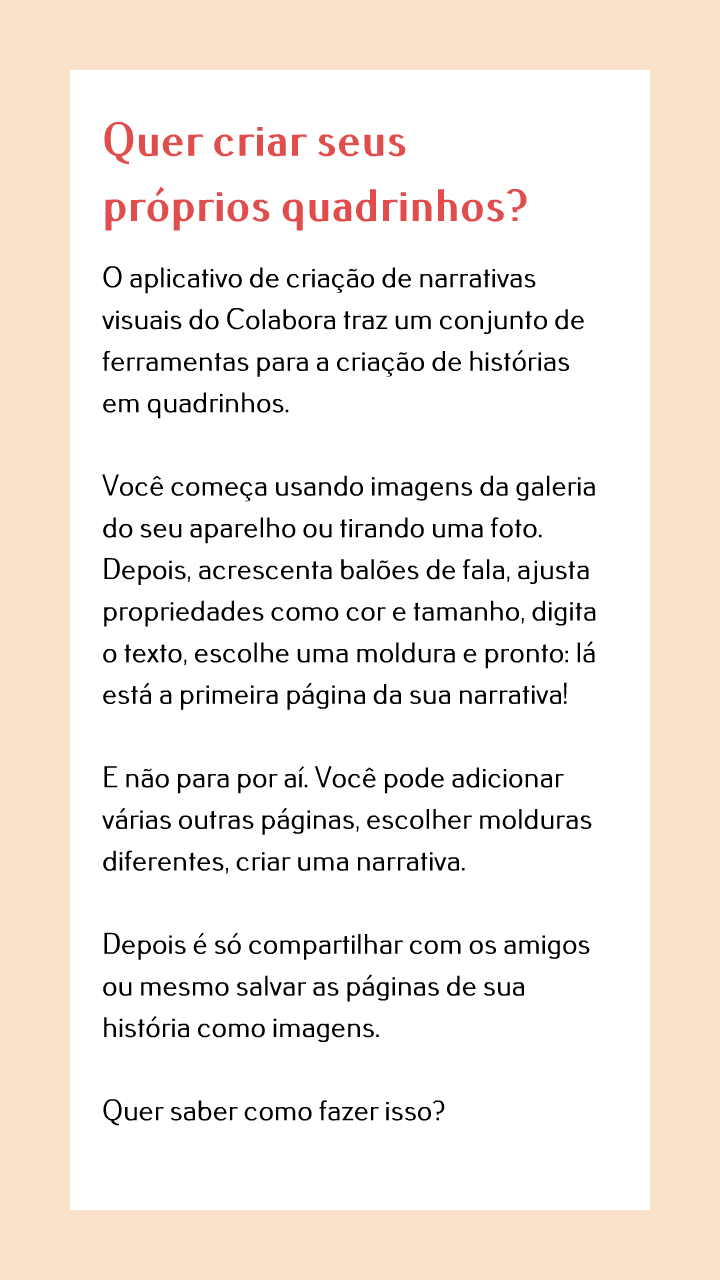 Quer criar seus
próprios quadrinhos?
O aplicativo de criação de narrativas
visuais do Colabora traz um conjunto de
ferramentas para a criação de histórias
em quadrinhos.
Você começa usando imagens da galeria
do seu aparelho ou tirando uma foto.
Depois, acrescenta balões de fala, ajusta
propriedades como cor e tamanho, digita
o texto, escolhe uma moldura e pronto: lá
está a primeira página da sua narrativa!
E não para por aí. Você pode adicionar
várias outras páginas, escolher molduras
diferentes, criar uma narrativa.
Depois é só compartilhar com os amigos
ou mesmo salvar as páginas de sua
história como imagens.
Quer saber como fazer isso?